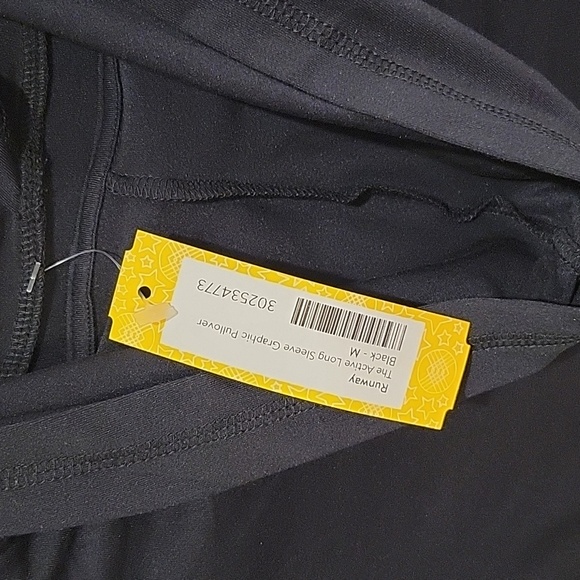 Runway
The Active Long Sleeve Graphic Pullover
Black - M
302534773